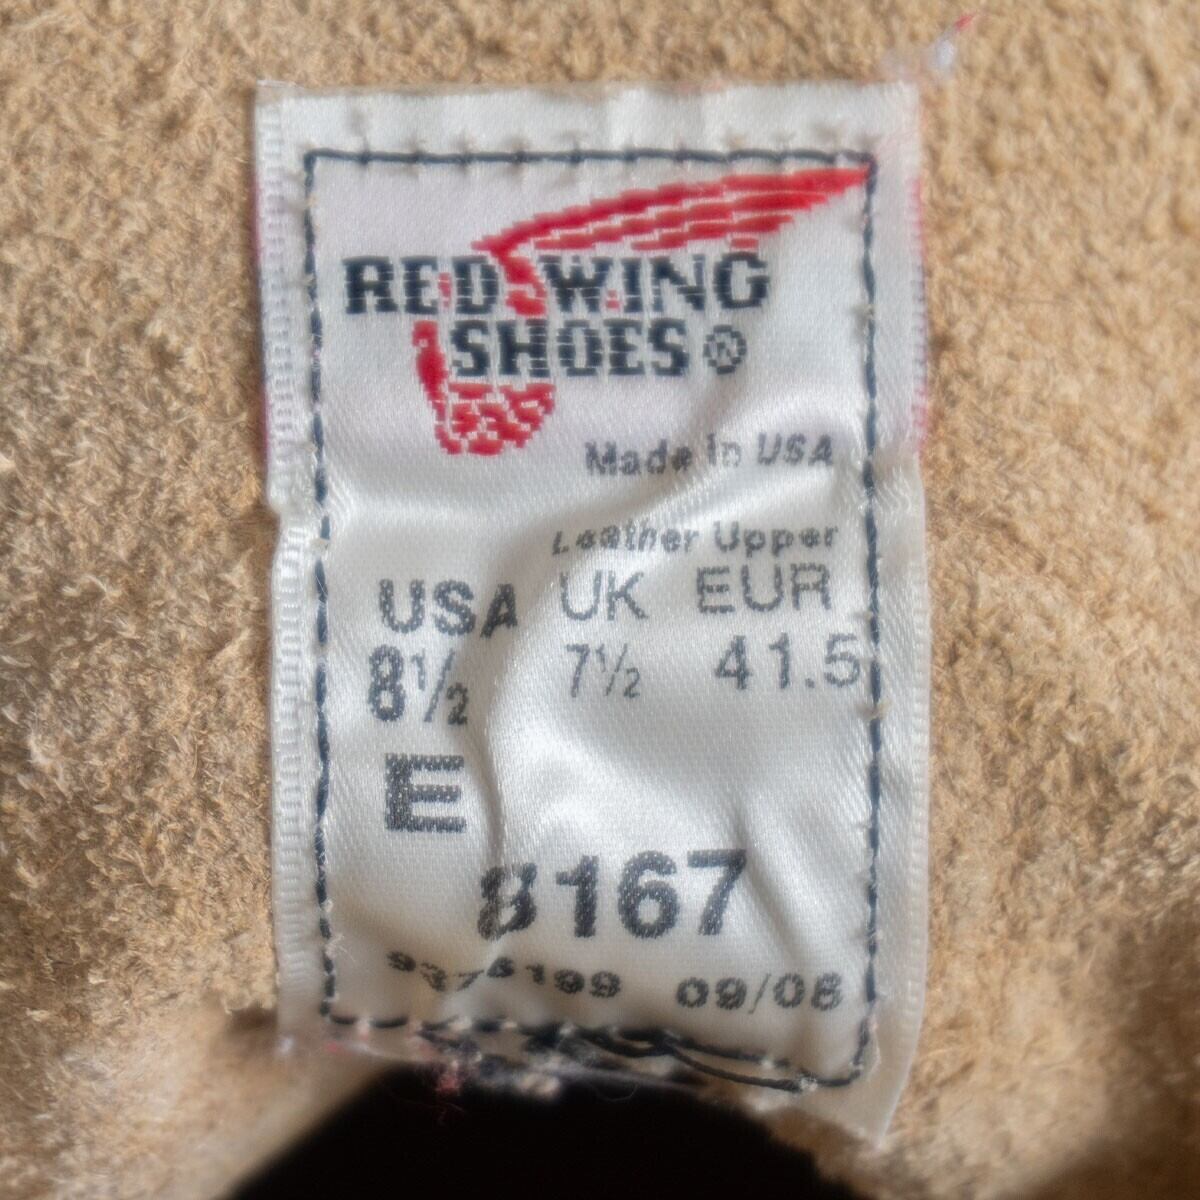 RED WING
SHOES®
Made in USA
Leather Upper
USA UK EUR
8½ 7½ 41.5
E
8167
09/08